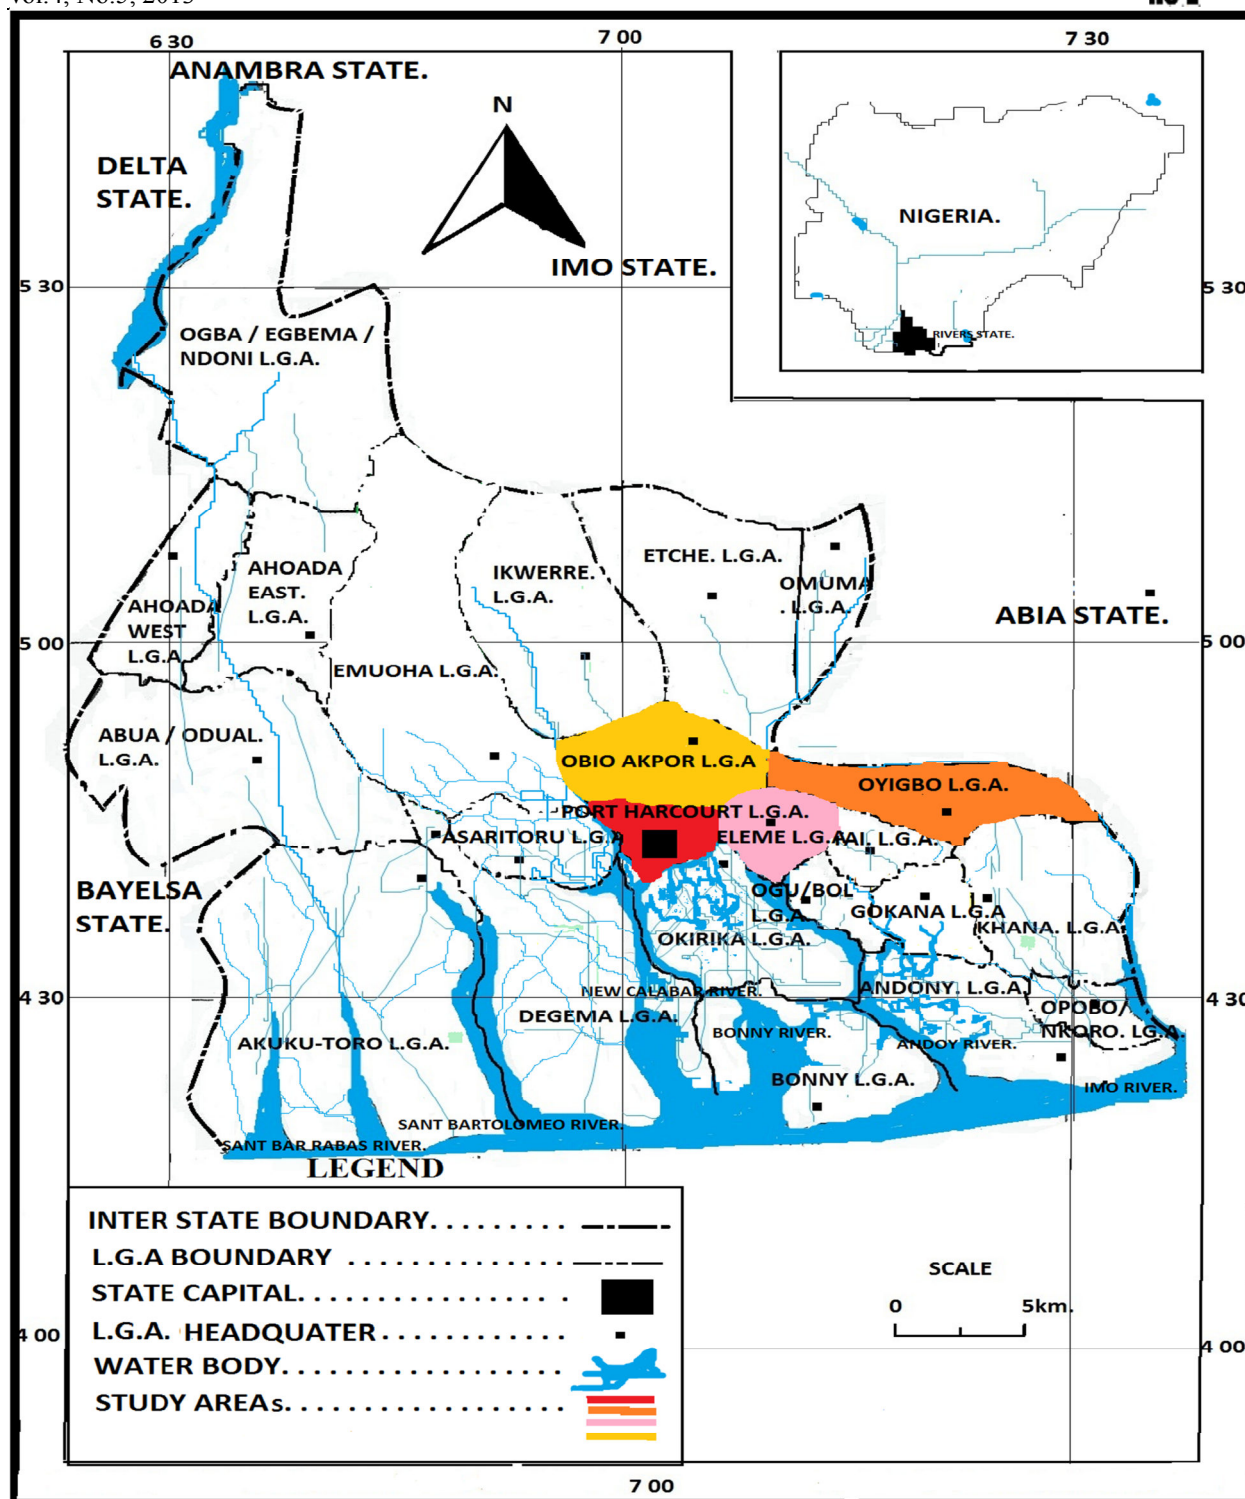 Vol.4, No.5, 2013
6 30
7 00
7 30
ANAMBRA STATE.
N
DELTA
STATE.
NIGERIA.
IMO STATE.
5 30
5 30
RIVERS STATE.
OGBA / EGBEMA /
NDONI L.G.A.
ETCHE. L.G.A.
AHOADA
EAST.
L.G.A.
IKWERRE.
L.G.A.
OMUMA
. L.G.A.
AHOADA
WEST
L.G.A
ABIA STATE.
5 00
5 00
EMUOHA L.G.A.
ABUA / ODUAL.
L.G.A.
OBIO AKPOR L.G.A
OYIGBO L.G.A.
PORT HARCOURT L.G.A.
ASARITORU L.G.A
ELEME L.G.A
AI. L.G.A.
BAYELSA
STATE.
OGU/BOL
L.G.A.
GOKANA L.G.A
KHANA. L.G.A.
OKIRIKA L.G.A.
NEW CALABAR RIVER.
ANDONY. L.G.A.
4 30
4 30
DEGEMA L.G.A.
OPOBO/
NKORO. LG.A.
BONNY RIVER.
AKUKU-TORO L.G.A.
ANDOY RIVER.
BONNY L.G.A.
IMO RIVER.
SANT BARTOLOMEO RIVER.
SANT BAR RABAS RIVER.
LEGEND
INTER STATE BOUNDARY. . . . . . . . .
L.G.A BOUNDARY . . . . . . . . . . . . . .
STATE CAPITAL. . . . . . . . . . . . . . . . .
L.G.A. HEADQUATER . . . . . . . . . . . .
WATER BODY. . . . . . . . . . . . . . . . . .
STUDY AREAs. . . . . . . . . . . . . . . . . .
SCALE
0
5km.
4 00
4 00
7 00